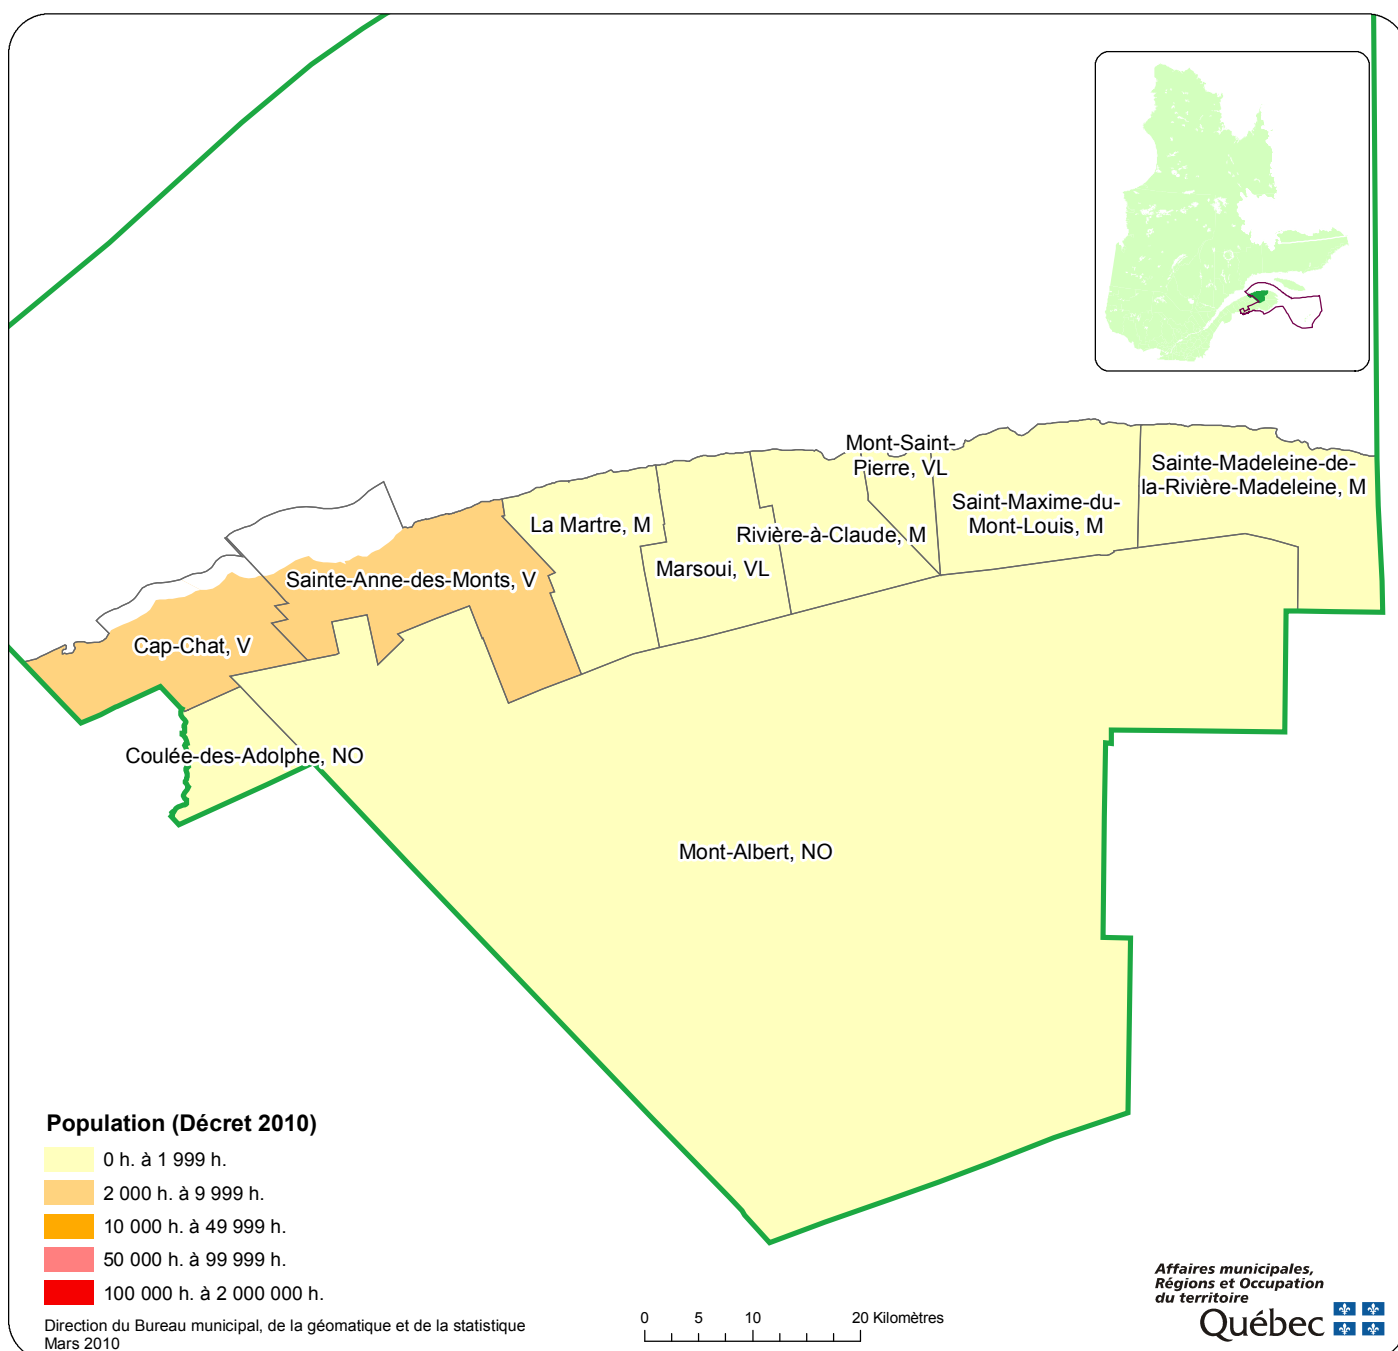 Mont-Saint-
Pierre, VL
Sainte-Madeleine-de-
la-Rivière-Madeleine, M
La Martre, M
Saint-Maxime-du-
Mont-Louis, M
Rivière-à-Claude, M
Marsoui, VL
Sainte-Anne-des-Monts, V
Cap-Chat, V
Coulée-des-Adolphe, NO
Mont-Albert, NO
Population (Décret 2010)
0 h. à 1 999 h.
2 000 h. à 9 999 h.
10 000 h. à 49 999 h.
50 000 h. à 99 999 h.
100 000 h. à 2 000 000 h.
Direction du Bureau municipal, de la géomatique et de la statistique
Mars 2010
0 5 10 20 Kilomètres
Affaires municipales,
Régions et Occupation
du territoire
Québec